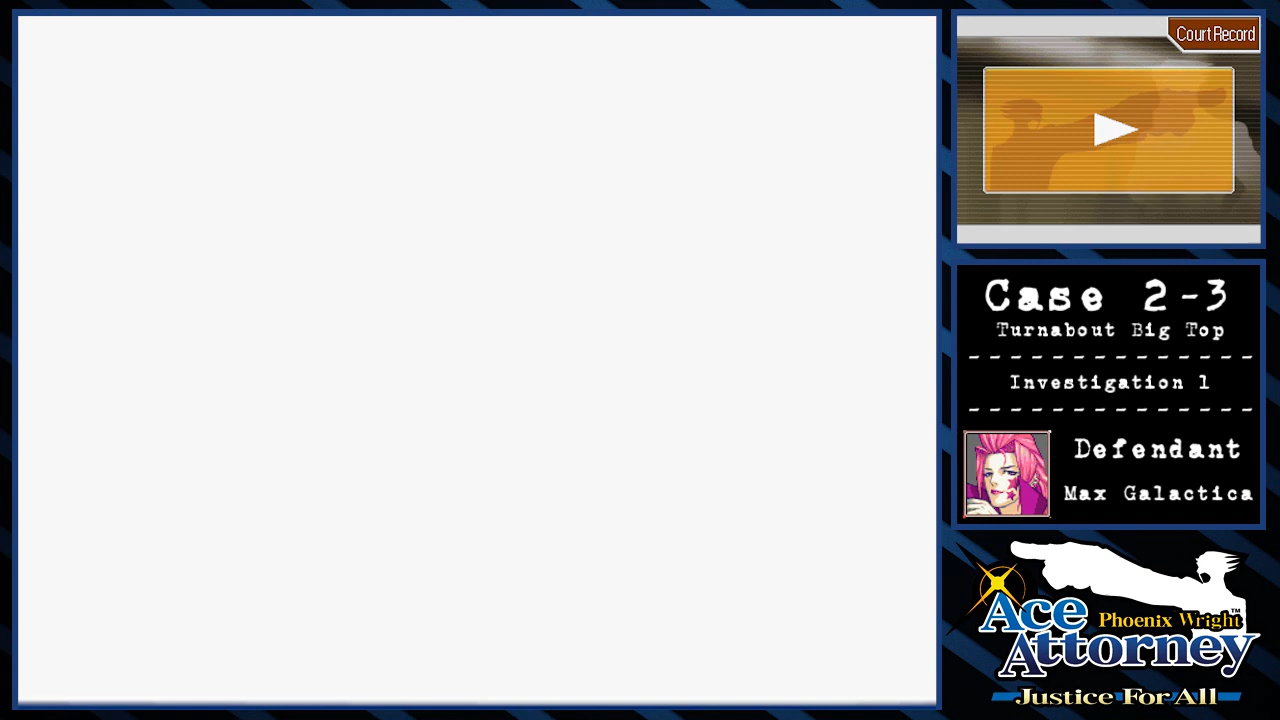 Court Record
Case 2-3
Turnabout Big Top
Investigation 1
Defendant
Max Galactica
Phoenix Wright™
Ace
Attorney
Justice For All